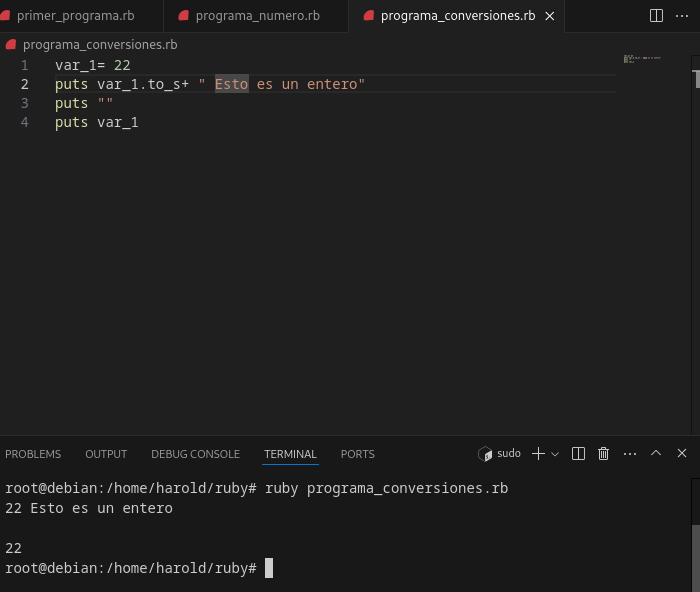 primer_programa.rb programa_numero.rb programa_conversiones.rb
programa_conversiones.rb
1 var_1= 22
2 puts var_1.to_s+ " Esto es un entero"
3 puts ""
4 puts var_1
PROBLEMS OUTPUT DEBUG CONSOLE TERMINAL PORTS sudo
root@debian:/home/harold/ruby# ruby programa_conversiones.rb
22 Esto es un entero
22
root@debian:/home/harold/ruby#